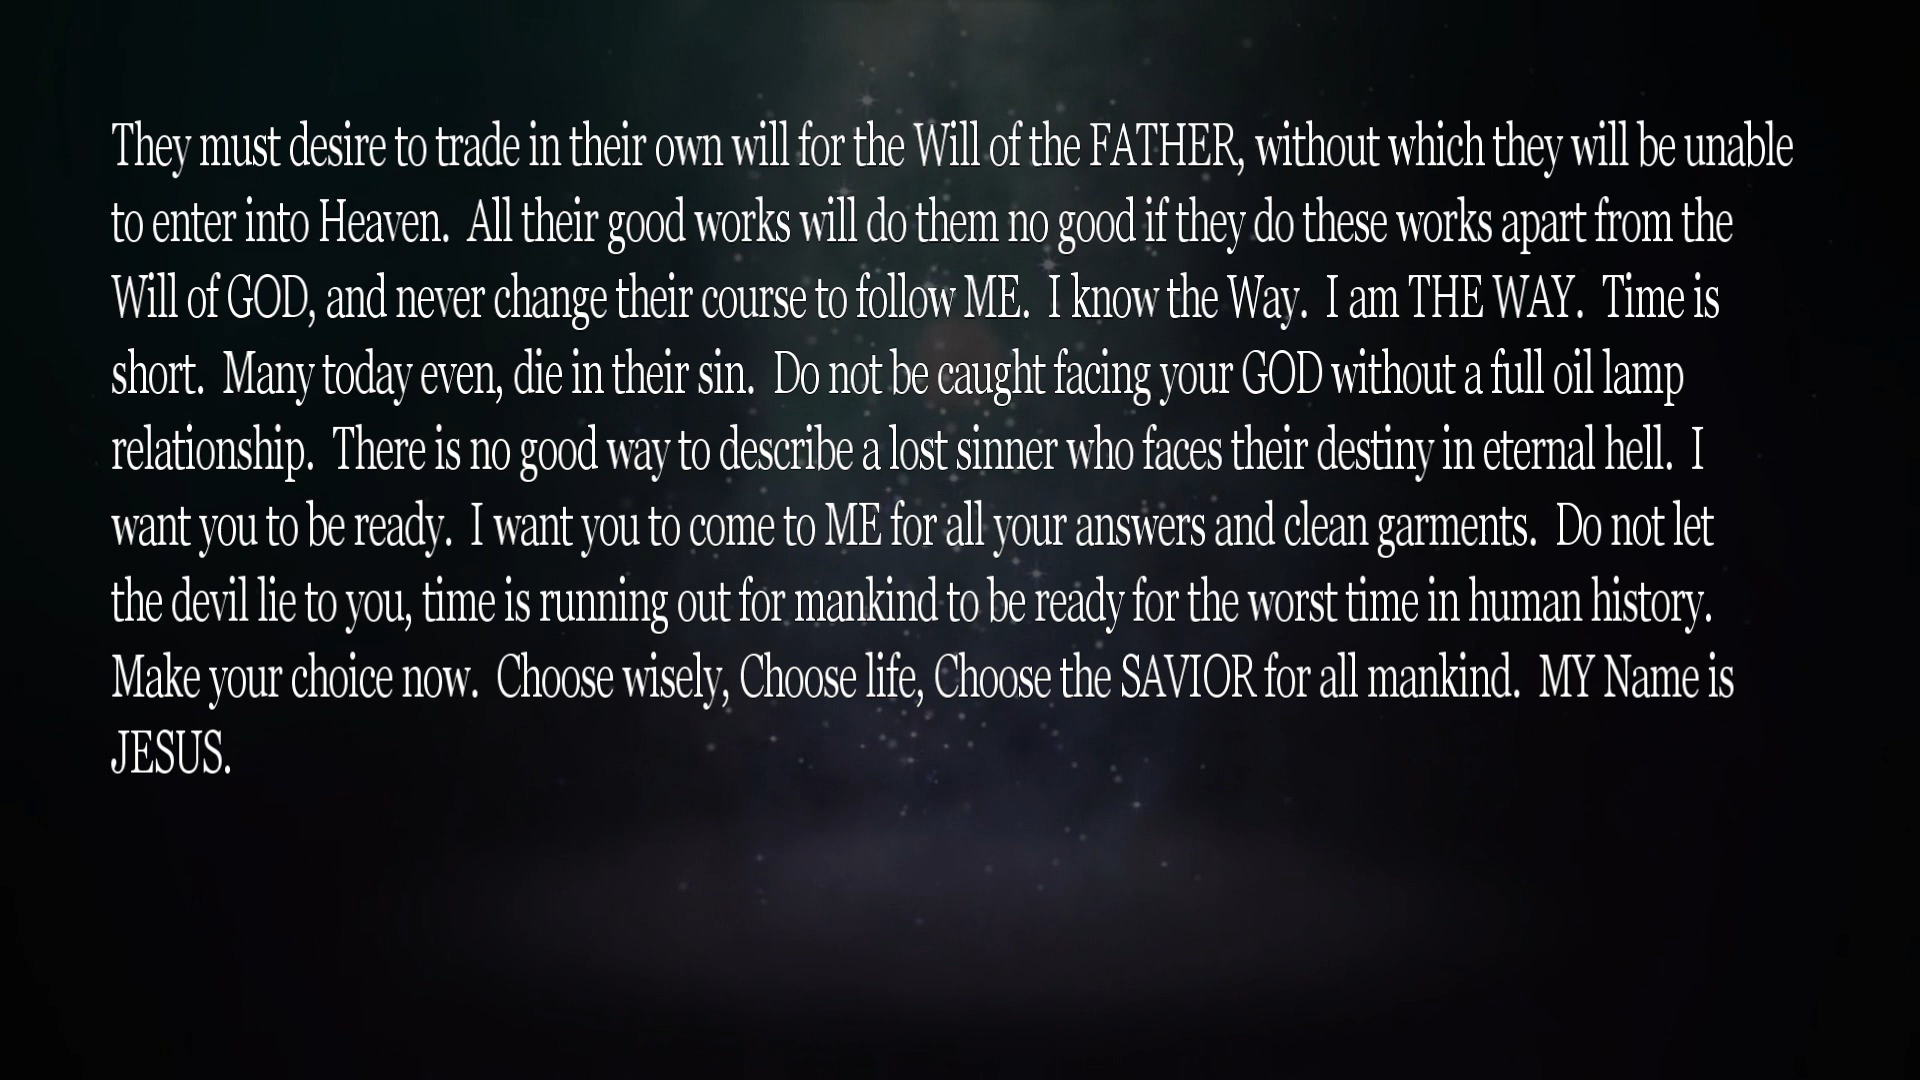 They must desire to trade in their own will for the Will of the FATHER, without which they will be unable
to enter into Heaven.  All their good works will do them no good if they do these works apart from the
Will of GOD, and never change their course to follow ME.  I know the Way.  I am THE WAY.  Time is
short.  Many today even, die in their sin.  Do not be caught facing your GOD without a full oil lamp
relationship.  There is no good way to describe a lost sinner who faces their destiny in eternal hell.  I
want you to be ready.  I want you to come to ME for all your answers and clean garments.  Do not let
the devil lie to you, time is running out for mankind to be ready for the worst time in human history.
Make your choice now.  Choose wisely, Choose life, Choose the SAVIOR for all mankind.  MY Name is
JESUS.